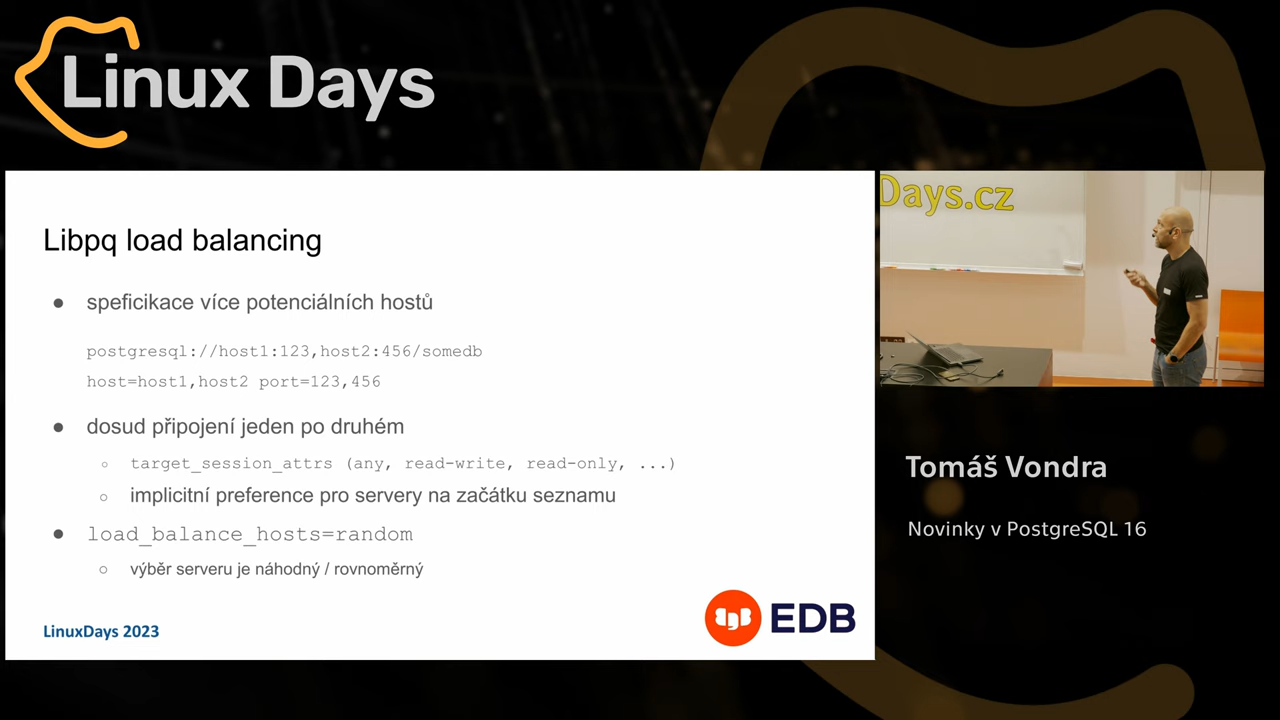 Linux Days
Libpq load balancing
● speficikace více potenciálních hostů
postgresql://host1:123,host2:456/somedb
host=host1,host2 port=123,456
● dosud připojení jeden po druhém
○ target_session_attrs (any, read-write, read-only, ...)
○ implicitní preference pro servery na začátku seznamu
● load_balance_hosts=random
○ výběr serveru je náhodný / rovnoměrný
LinuxDays 2023
EDB
Days.cz
Tomáš Vondra
Novinky v PostgreSQL 16